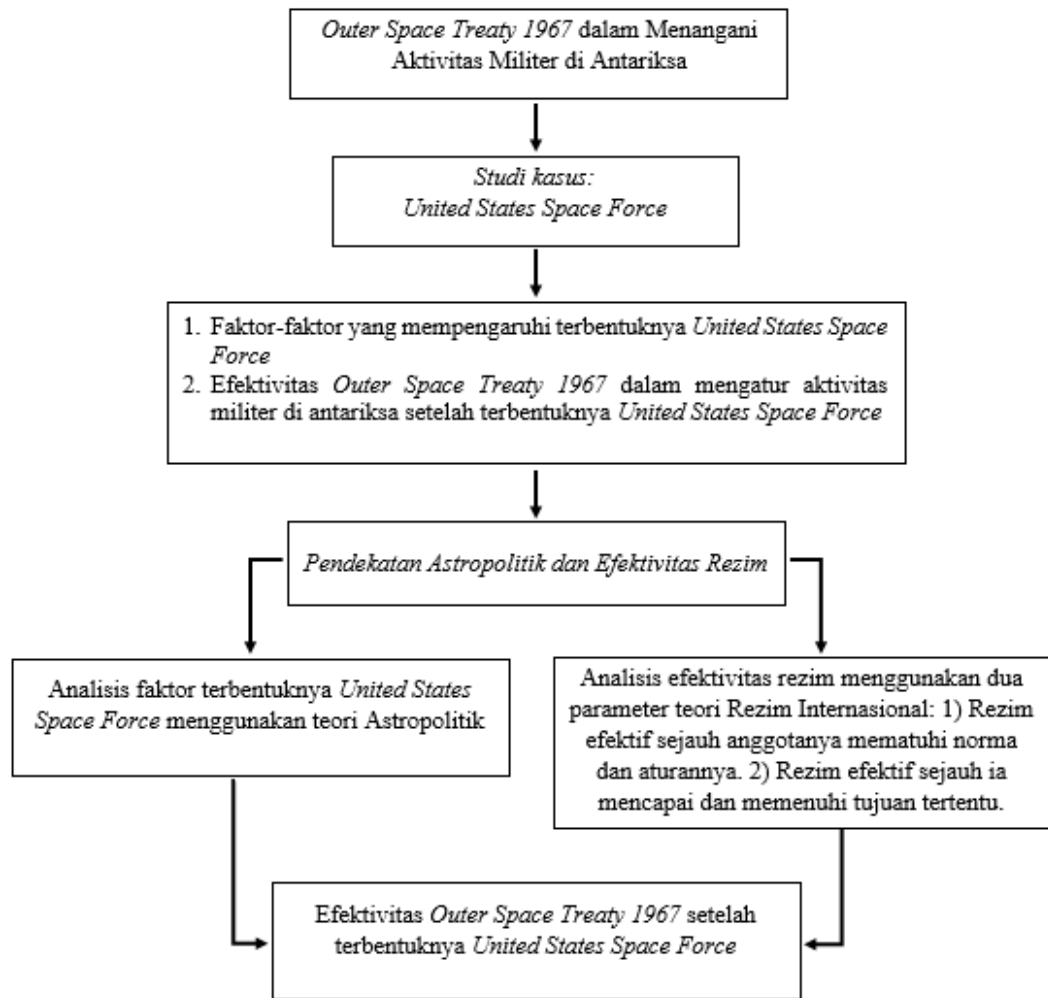 Outer Space Treaty 1967 dalam Menangani
Aktivitas Militer di Antariksa
Studi kasus:
United States Space Force
1. Faktor-faktor yang mempengaruhi terbentuknya United States Space
Force
2. Efektivitas Outer Space Treaty 1967 dalam mengatur aktivitas
militer di antariksa setelah terbentuknya United States Space Force
Pendekatan Astropolitik dan Efektivitas Rezim
Analisis faktor terbentuknya United States
Space Force menggunakan teori Astropolitik
Analisis efektivitas rezim menggunakan dua
parameter teori Rezim Internasional: 1) Rezim
efektif sejauh anggotanya mematuhi norma
dan aturannya. 2) Rezim efektif sejauh ia
mencapai dan memenuhi tujuan tertentu.
Efektivitas Outer Space Treaty 1967 setelah
terbentuknya United States Space Force